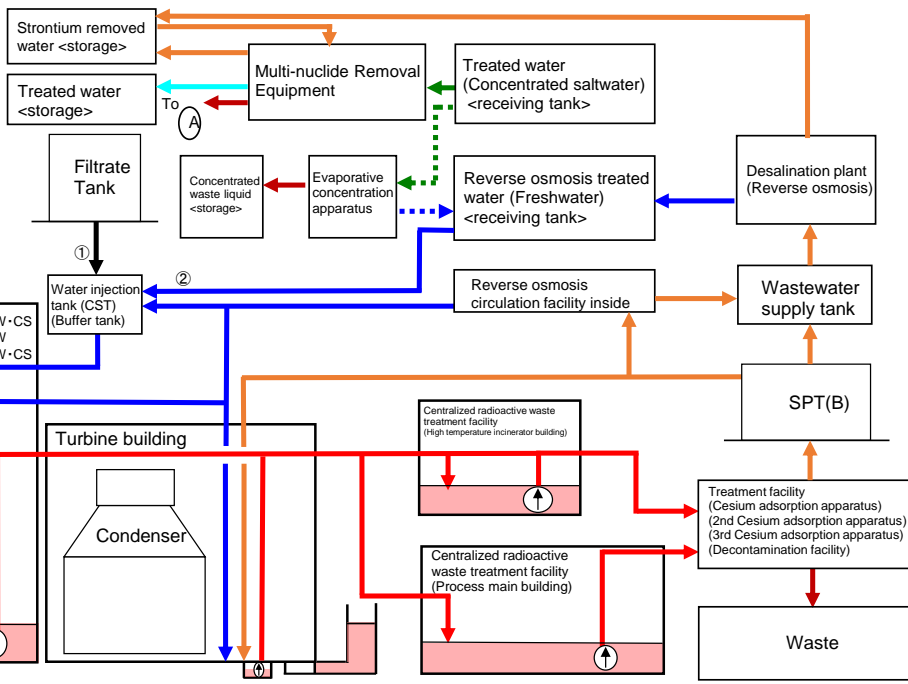 Strontium removed
water <storage>
Treated water
<storage>
To
A
Multi-nuclide Removal
Equipment
Treated water
(Concentrated saltwater)
<receiving tank>
Filtrate
Tank
Concentrated
waste liquid
<storage>
Evaporative
concentration
apparatus
Reverse osmosis treated
water (Freshwater)
<receiving tank>
Desalination plant
(Reverse osmosis)
①
②
Water injection
tank (CST)
(Buffer tank)
Reverse osmosis
circulation facility inside
Wastewater
supply tank
W・CS
W
W・CS
SPT(B)
Turbine building
Condenser
Centralized radioactive waste
treatment facility
(High temperature incinerator building)
Treatment facility
(Cesium adsorption apparatus)
(2nd Cesium adsorption apparatus)
(3rd Cesium adsorption apparatus)
(Decontamination facility)
Centralized radioactive
waste treatment facility
(Process main building)
Waste